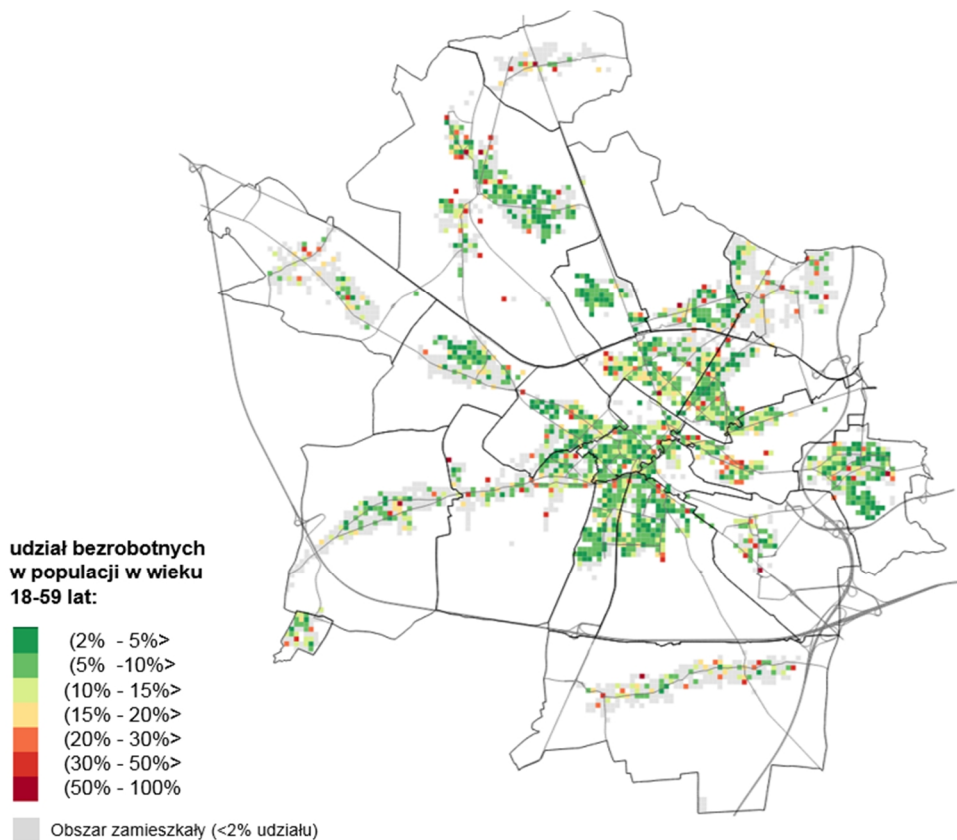 udział bezrobotnych
w populacji w wieku
18-59 lat:
(2% - 5%>
(5% -10%>
(10% - 15%>
(15% - 20%>
(20% - 30%>
(30% - 50%>
(50% - 100%
Obszar zamieszkały (<2% udziału)